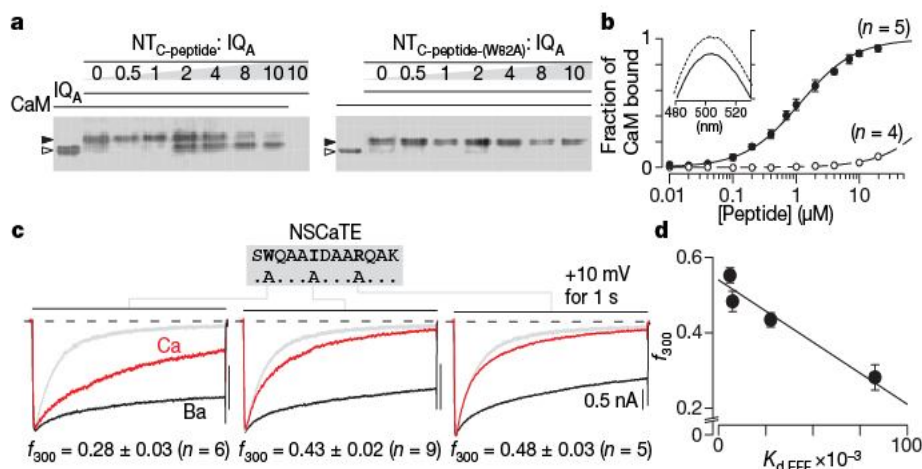 a
NT C-peptide: IQA
0 0.5 1 2 4 8 10 10
IQA
CaM
NT C-peptide-(W82A): IQA
0 0.5 1 2 4 8 10
b
Fraction of
CaM bound
1
0
(n = 5)
(n = 4)
480 500 520
(nm)
0.01 0.1 1 10
[Peptide] (μM)
c
NSCaTE
SWQAAIDAARQAK
.A...A...A...
+10 mV
for 1 s
Ca
Ba
0.5 nA
f300 = 0.28 ± 0.03 (n = 6)
f300 = 0.43 ± 0.02 (n = 9)
f300 = 0.48 ± 0.03 (n = 5)
d
f300
0.6
0.4
0.2
0
0 100
Kd,EFF ×10⁻³